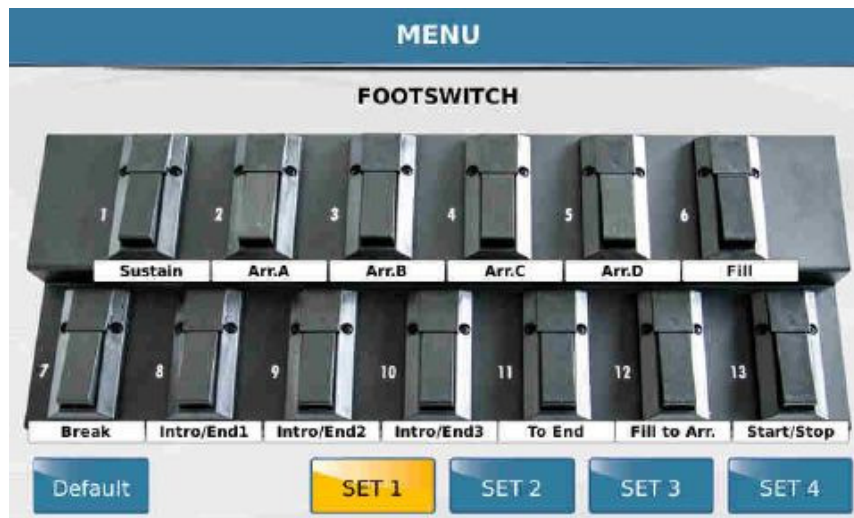 MENU
FOOTSWITCH
1 2 3 4 5 6
Sustain Arr.A Arr.B Arr.C Arr.D Fill
7 8 9 10 11 12 13
Break Intro/End1 Intro/End2 Intro/End3 To End Fill to Arr. Start/Stop
Default SET 1 SET 2 SET 3 SET 4